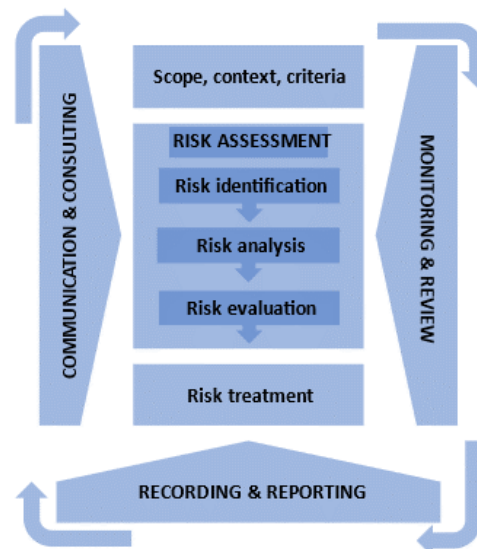 Scope, context, criteria
RISK ASSESSMENT
Risk identification
Risk analysis
Risk evaluation
Risk treatment
COMMUNICATION & CONSULTING
MONITORING & REVIEW
RECORDING & REPORTING